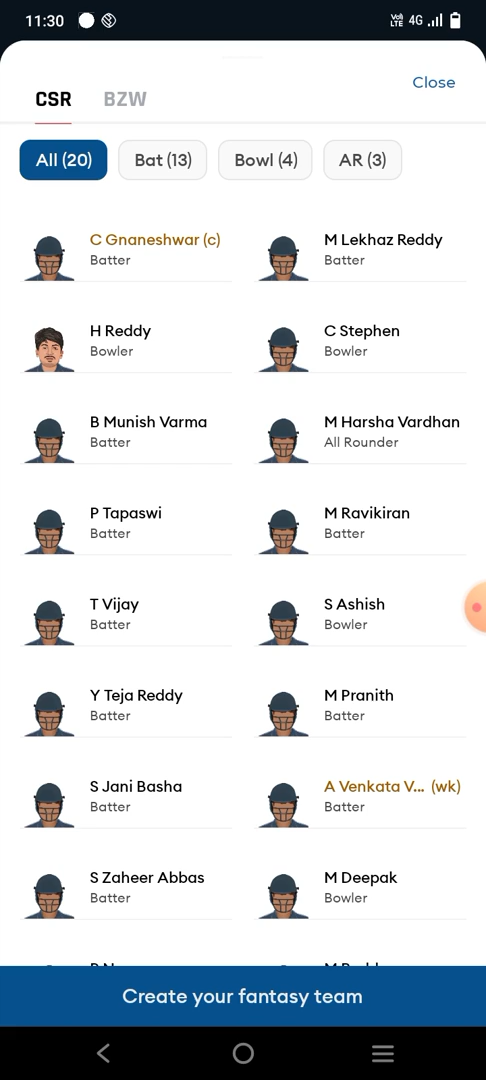 11:30
VoI) LTE 4G
Close
CSR BZW
All (20) Bat (13) Bowl (4) AR (3)
C Gnaneshwar (c)
Batter
M Lekhaz Reddy
Batter
H Reddy
Bowler
C Stephen
Bowler
B Munish Varma
Batter
M Harsha Vardhan
All Rounder
P Tapaswi
Batter
M Ravikiran
Batter
T Vijay
Batter
S Ashish
Bowler
Y Teja Reddy
Batter
M Pranith
Batter
S Jani Basha
Batter
A Venkata V... (wk)
Batter
S Zaheer Abbas
Batter
M Deepak
Bowler
Create your fantasy team